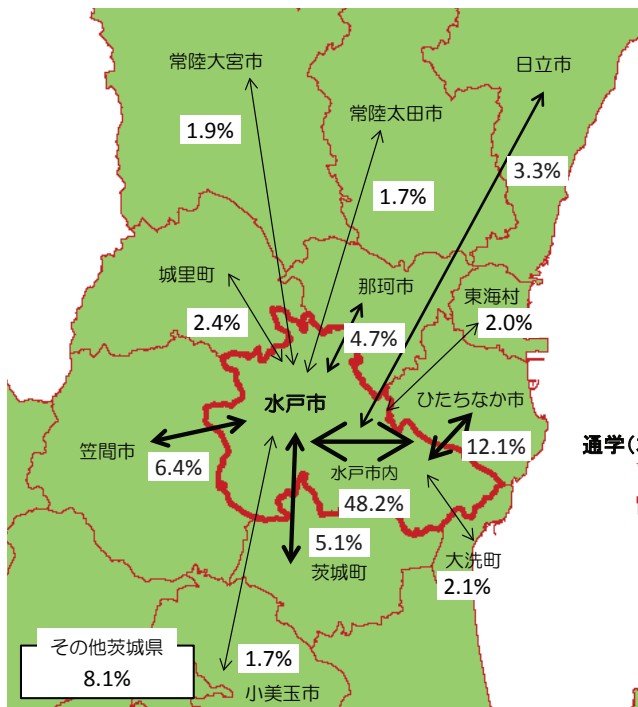 常陸大宮市
日立市
1.9%
常陸太田市
3.3%
1.7%
城里町
2.4%
那珂市
4.7%
東海村
2.0%
水戸市
ひたちなか市
12.1%
笠間市
6.4%
水戸市内
48.2%
通学(
5.1%
茨城町
大洗町
2.1%
その他茨城県
8.1%
1.7%
小美玉市